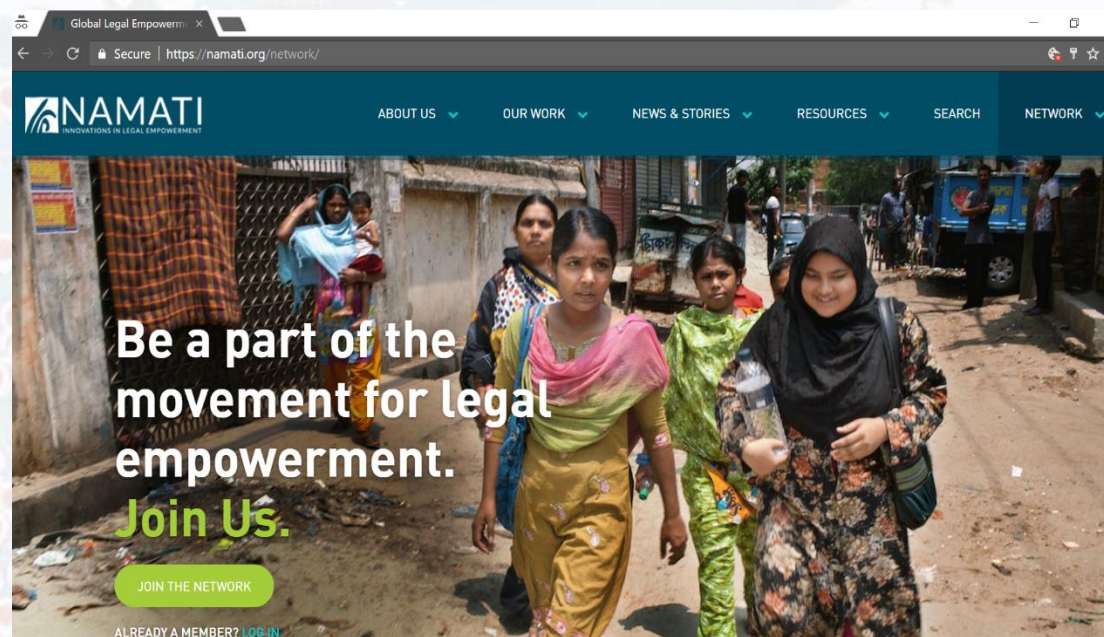 Global Legal Empowerm
Secure | https://namati.org/network/
NAMATI
INNOVATIONS IN LEGAL EMPOWERMENT
ABOUT US
OUR WORK
NEWS & STORIES
RESOURCES
SEARCH
NETWORK
Be a part of the
movement for legal
empowerment.
Join Us.
JOIN THE NETWORK
ALREADY A MEMBER? LOG IN